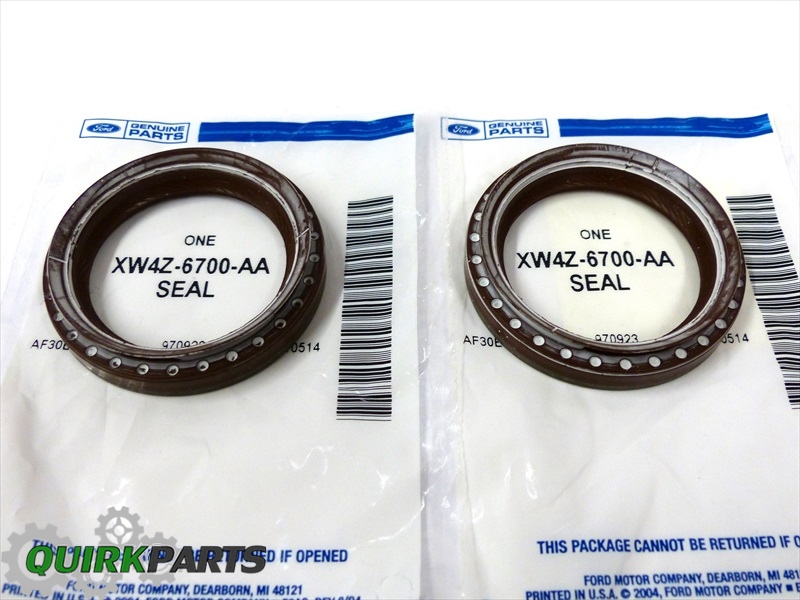 Ford GENUINE PARTS
ONE
XW4Z-6700-AA
SEAL
970923
THIS PACKAGE CANNOT BE RETURNED IF OPENED
FORD MOTOR COMPANY, DEARBORN, MI 48121
PRINTED IN U.S.A.
Ford GENUINE PARTS
ONE
XW4Z-6700-AA
SEAL
AF30
970923
0514
THIS PACKAGE CANNOT BE RETURNED IF
FORD MOTOR COMPANY, DEARBORN, MI
PRINTED IN U.S.A. © 2004, FORD MOTOR COMPANY
QUIRKPARTS